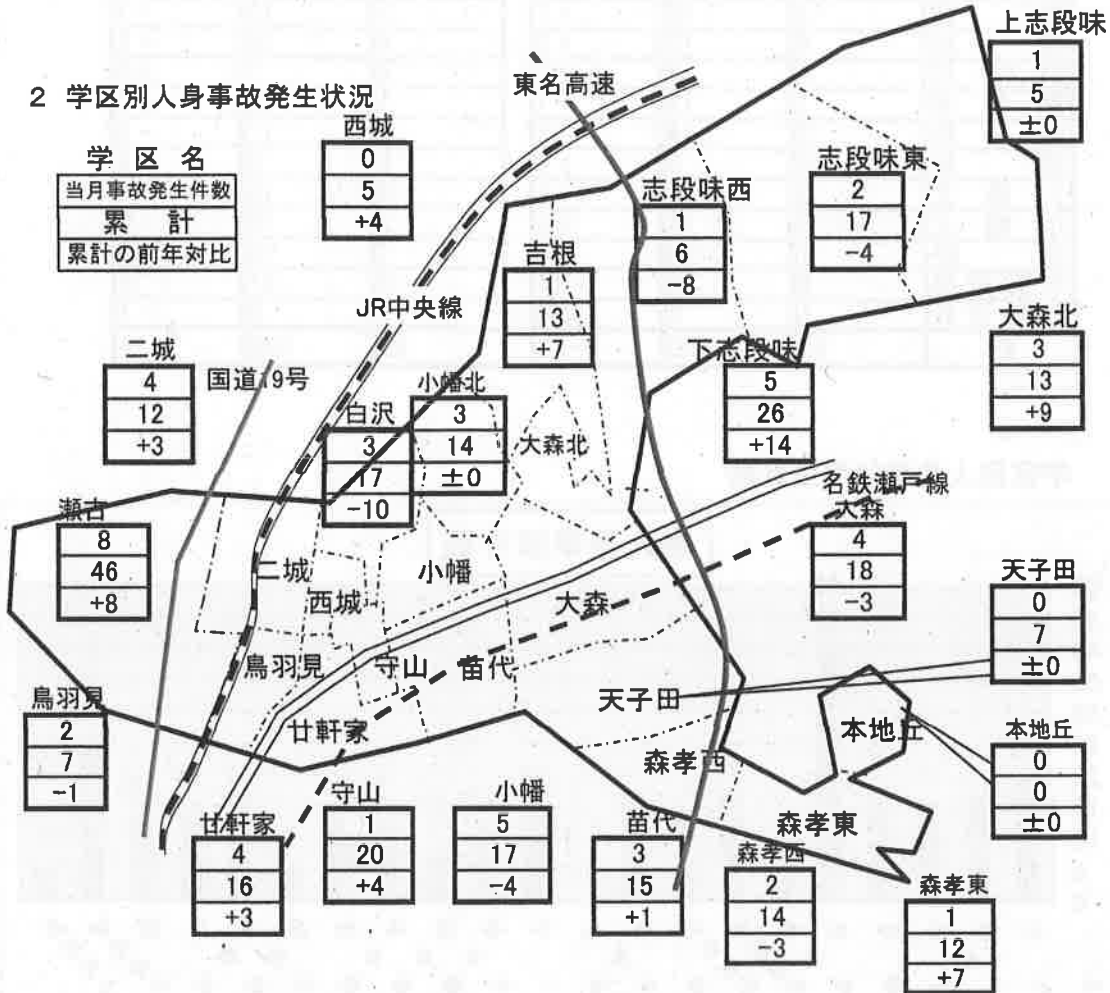 2 学区別人身事故発生状況
学区名
当月事故発生件数
累計
累計の前年対比
西城
0
5
+4
東名高速
上志段味
1
5
±0
志段味西
1
6
-8
志段味東
2
17
-4
吉根
1
13
+7
JR中央線
二城
4
12
+3
国道19号
白沢
3
17
-10
小幡北
3
14
±0
大森北
下志段味
5
26
+14
大森北
3
13
+9
名鉄瀬戸線
瀬古
8
46
+8
二城
西城
小幡
大森
大森
4
18
-3
天子田
0
7
±0
鳥羽見
守山
苗代
天子田
鳥羽見
2
7
-1
廿軒家
森孝西
本地丘
本地丘
0
0
±0
森孝東
廿軒家
4
16
+3
守山
1
20
+4
小幡
5
17
-4
苗代
3
15
+1
森孝西
2
14
-3
森孝東
1
12
+7